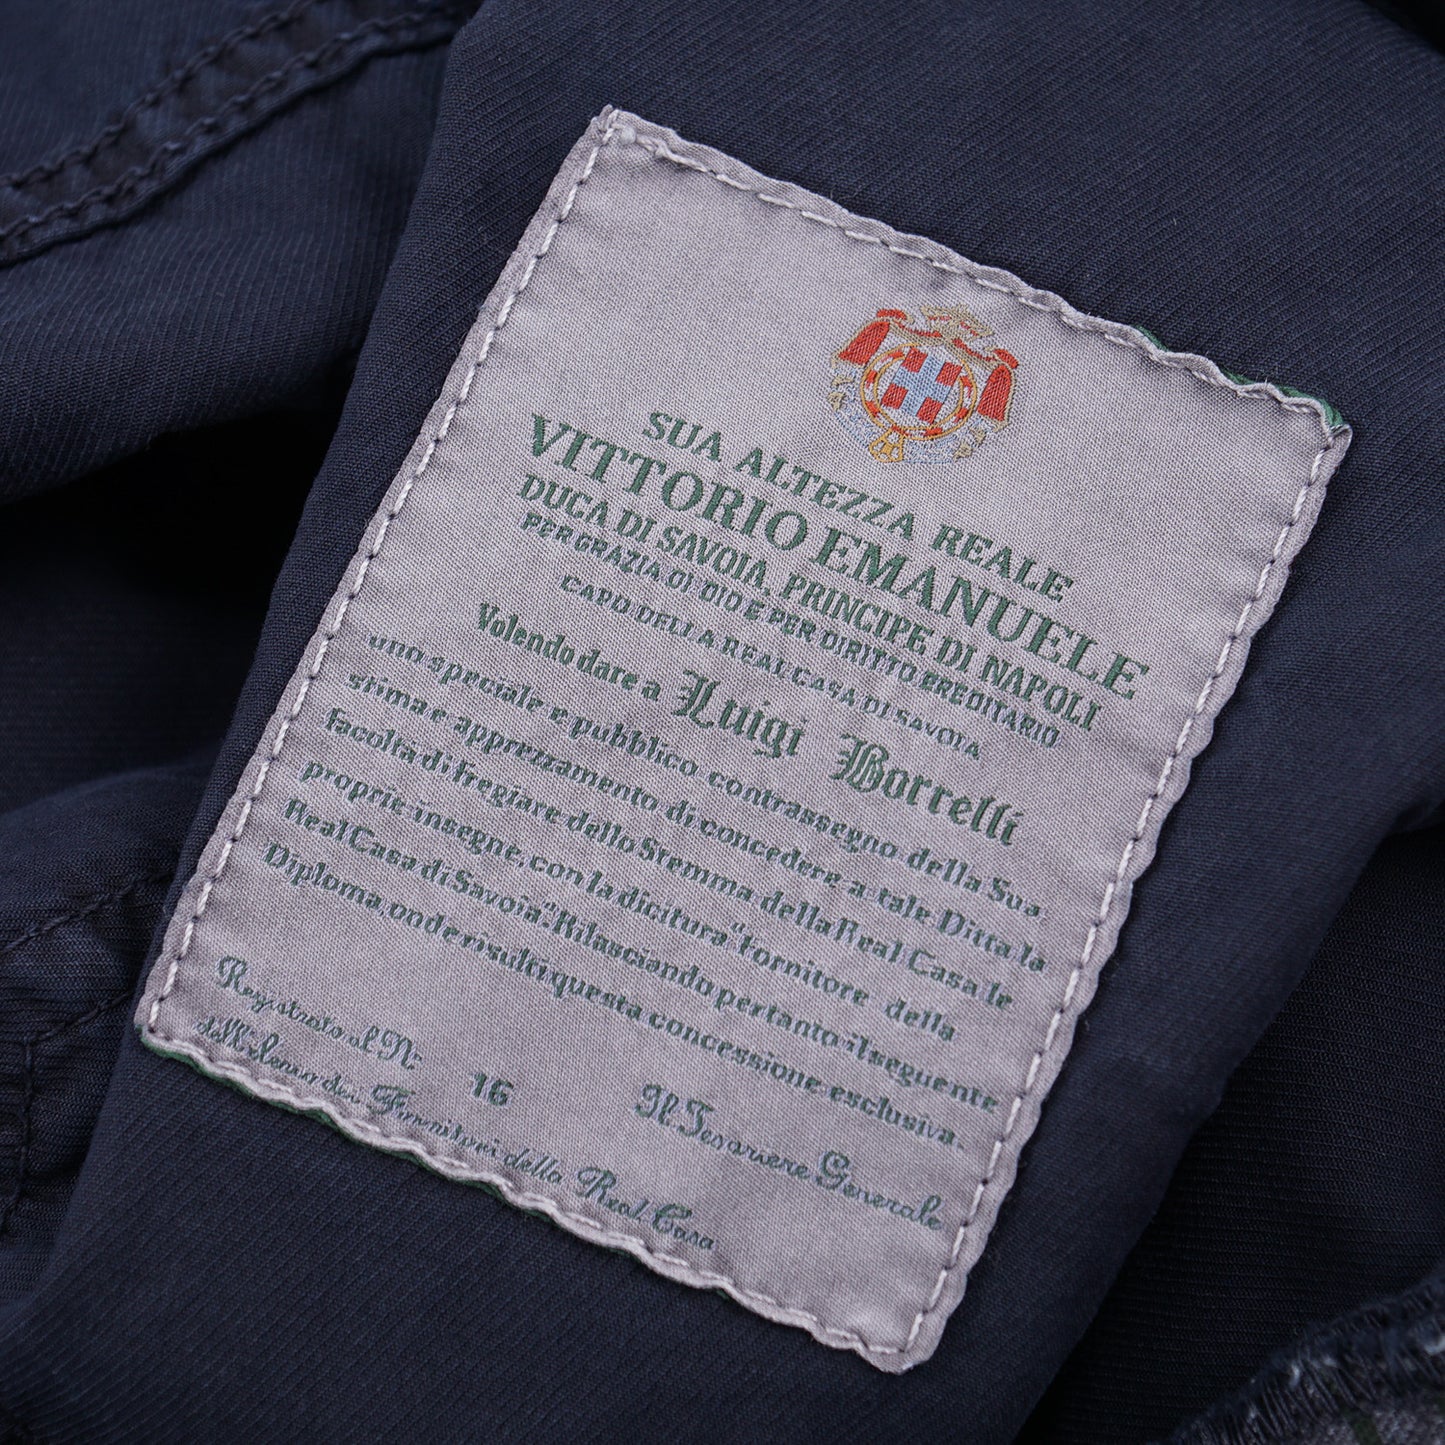 SUA ALTEZZA REALE
VITTORIO EMANUELE
DUCA DI SAVOIA, PRINCIPE DI NAPOLI
PER GRAZIA DI DIO E PER DIRITTO EREDITARIO
CAPO DELLA REAL CASA DI SAVOIA
Volendo dare a Luigi Borrelli
uno speciale e pubblico contrassegno della Sua
stima e apprezzamento di concedere a tale Ditta la
facoltà di fregiare dello Stemma della Real Casa le
proprie insegne, con la dicitura "Fornitore della
Real Casa di Savoia" Rilasciando pertanto il seguente
Diploma, onde risulti questa concessione esclusiva.
Registrato al N: 16 Il Tesoriere Generale
dell'elenco dei Fornitori della Real Casa